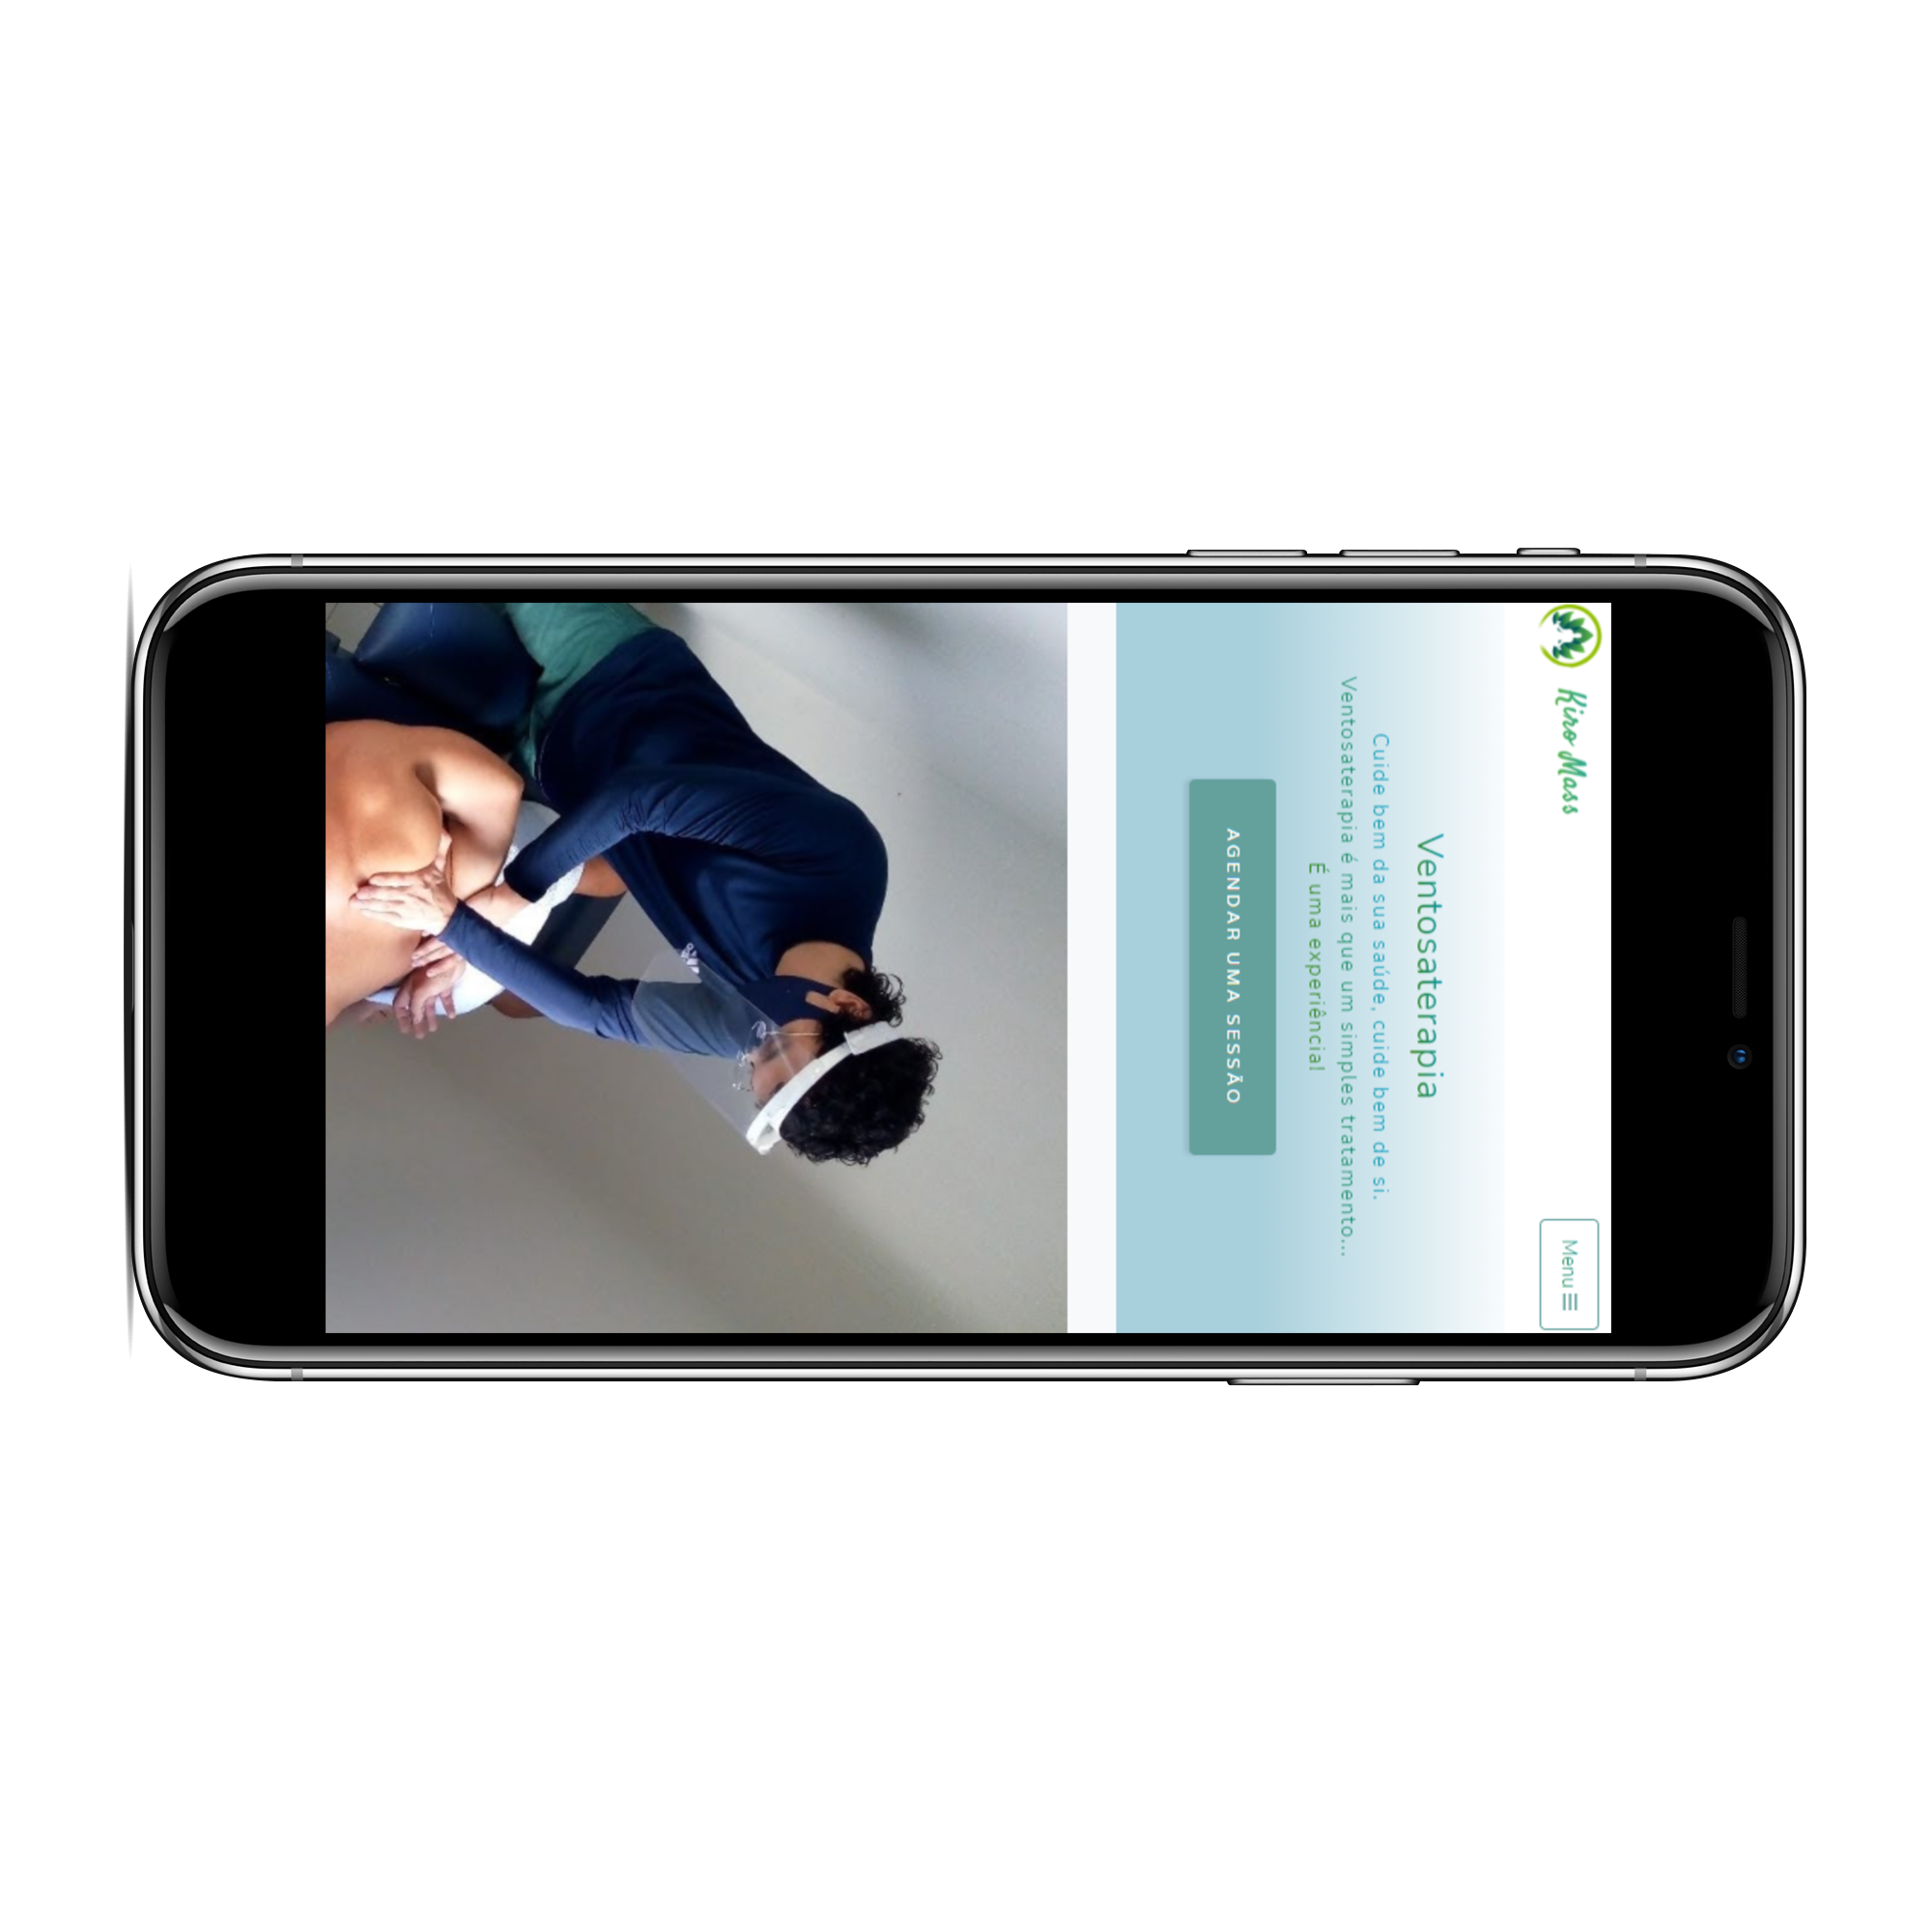 Kiro Mass
Menu
Ventosaterapia
Cuide bem da sua saúde, cuide bem de si.
Ventosaterapia é mais que um simples tratamento...
É uma experiência!
AGENDAR UMA SESSÃO
adidas